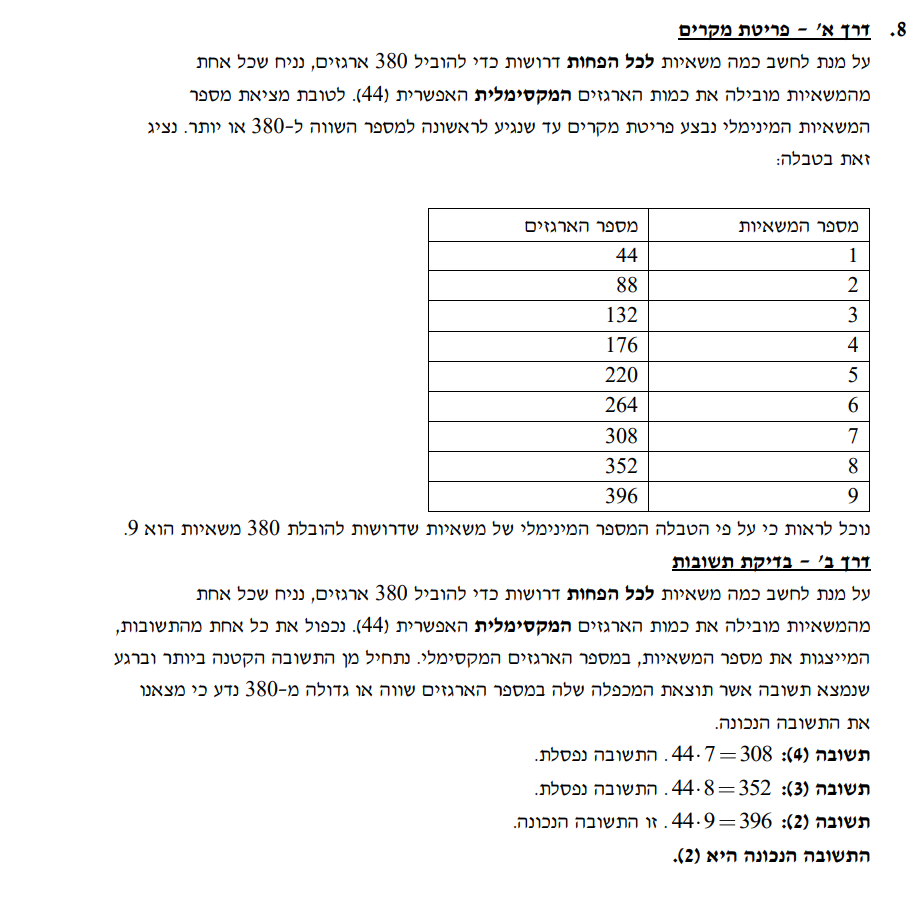 8. דרך א' - פריטת מקרים
על מנת לחשב כמה משאיות לכל הפחות דרושות כדי להוביל 380 ארגזים, נניח שכל אחת
מהמשאיות מובילה את כמות הארגזים המקסימלית האפשרית (44). לטובת מציאת מספר
המשאיות המינימלי נבצע פריטת מקרים עד שנגיע לראשונה למספר השווה ל-380 או יותר. נציג
זאת בטבלה:
מספר המשאיות מספר הארגזים
1 44
2 88
3 132
4 176
5 220
6 264
7 308
8 352
9 396
נוכל לראות כי על פי הטבלה המספר המינימלי של משאיות שדרושות להובלת 380 משאיות הוא 9.
דרך ב' - בדיקת תשובות
על מנת לחשב כמה משאיות לכל הפחות דרושות כדי להוביל 380 ארגזים, נניח שכל אחת
מהמשאיות מובילה את כמות הארגזים המקסימלית האפשרית (44). נכפול את כל אחת מהתשובות,
המייצגות את מספר המשאיות, במספר הארגזים המקסימלי. נתחיל מן התשובה הקטנה ביותר וברגע
שנמצא תשובה אשר תוצאת המכפלה שלה במספר הארגזים שווה או גדולה מ-380 נדע כי מצאנו
את התשובה הנכונה.
תשובה (4): 44·7=308. התשובה נפסלת.
תשובה (3): 44·8=352. התשובה נפסלת.
תשובה (2): 44·9=396. זו התשובה הנכונה.
התשובה הנכונה היא (2).